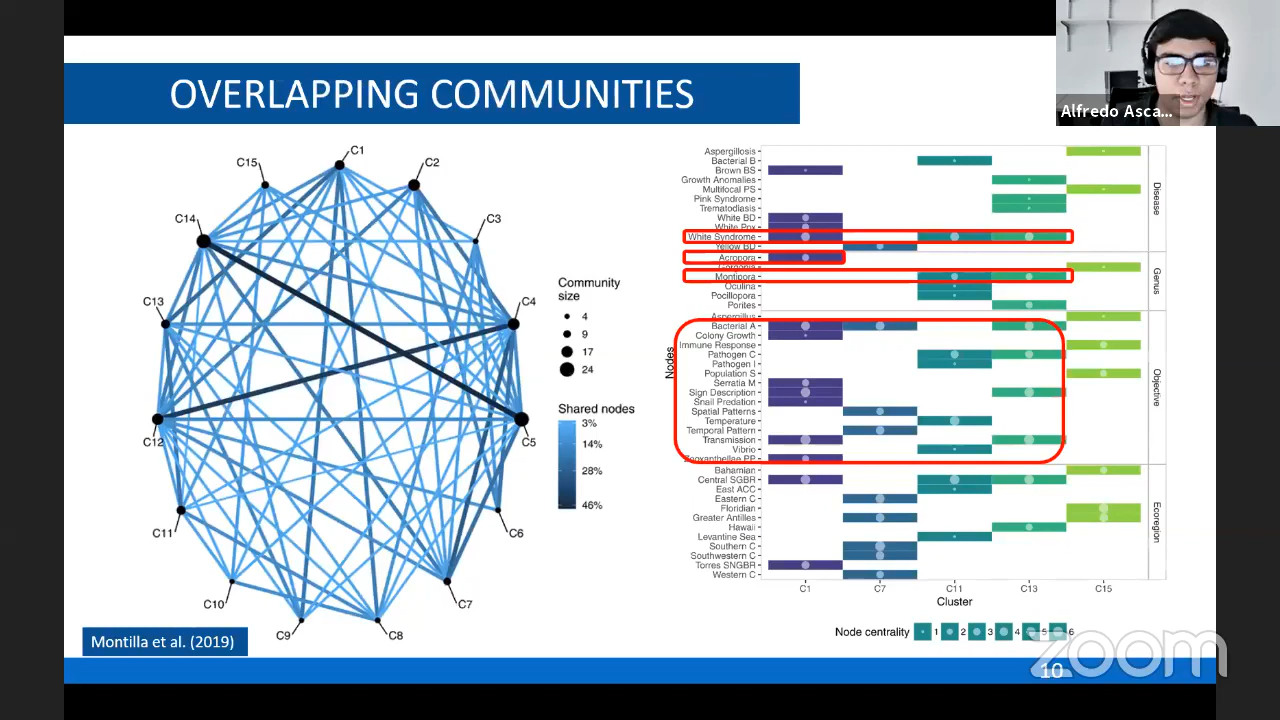 OVERLAPPING COMMUNITIES
Alfredo Asca...
C1
C2
C3
C4
C5
C6
C7
C8
C9
C10
C11
C12
C13
C14
C15
Community
size
4
9
17
24
Shared nodes
3%
14%
28%
46%
Nodes
Aspergillosis
Bacterial B
Brown BS
Growth Anomalies
Multifocal PS
Pink Syndrome
Trematodiasis
White BD
White Pox
White Syndrome
Yellow BD
Disease
Acropora
Gorgonia
Montipora
Oculina
Pocillopora
Porites
Genus
Aspergillus
Bacterial A
Colony Growth
Immune Response
Pathogen C
Pathogen I
Population S
Serratia M
Sign Description
Snail Predation
Spatial Patterns
Temperature
Temporal Pattern
Transmission
Vibrio
Zooxanthellae PP
Objective
Bahamian
Central SGBR
East ACC
Eastern C
Floridian
Greater Antilles
Hawaii
Levantine Sea
Southern C
Southwestern C
Torres SNGBR
Western C
Ecoregion
C1 C7 C11 C13 C15
Cluster
Node centrality 1 2 3 4 5 6
Montilla et al. (2019)
10
zoom